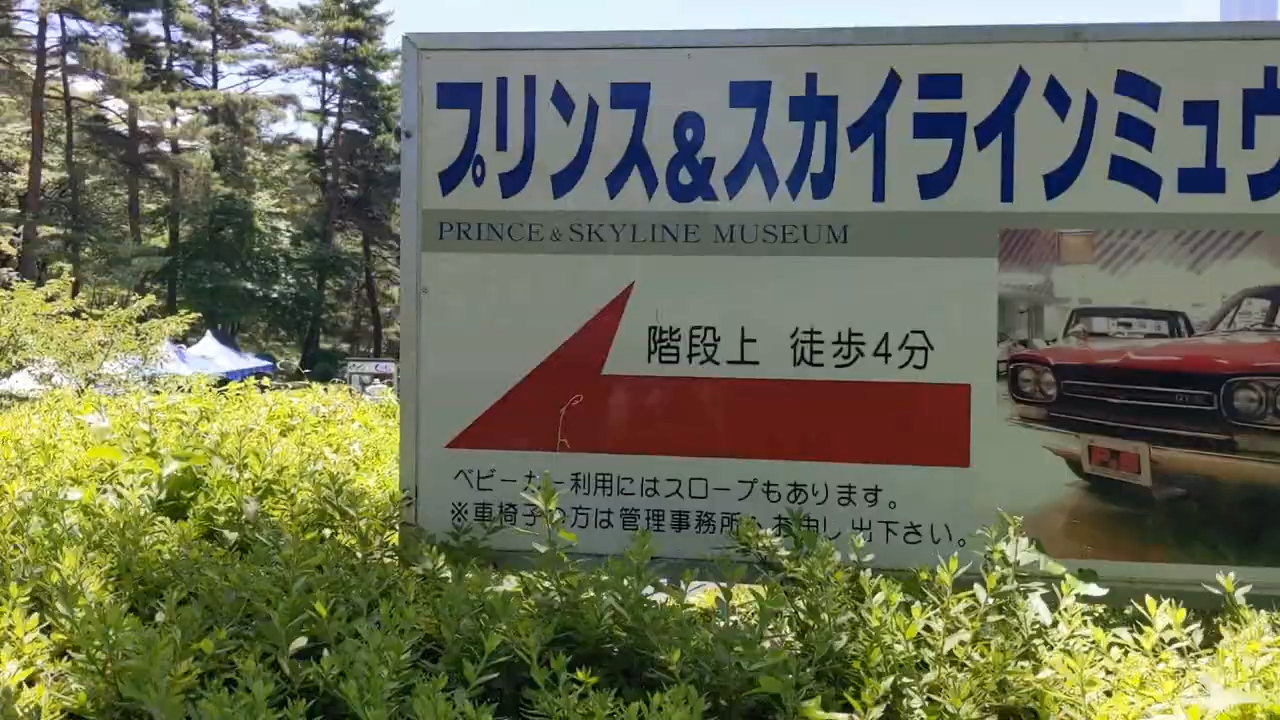 プリンス&スカイラインミュウ
PRINCE & SKYLINE MUSEUM
階段上 徒歩4分
ベビーカー利用にはスロープもあります。
※車椅子の方は管理事務所へお申し出下さい。